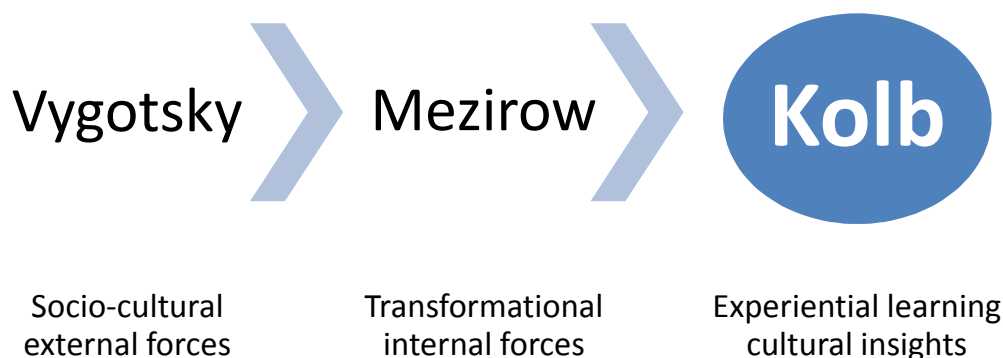 Vygotsky
Mezirow
Kolb
Socio-cultural
external forces
Transformational
internal forces
Experiential learning
cultural insights